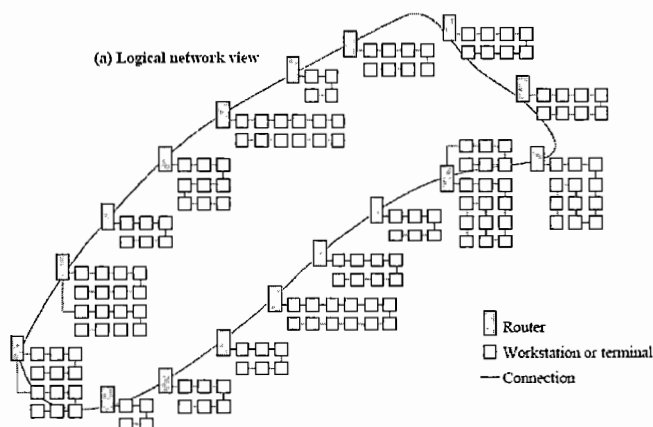 (a) Logical network view
Router
Workstation or terminal
Connection